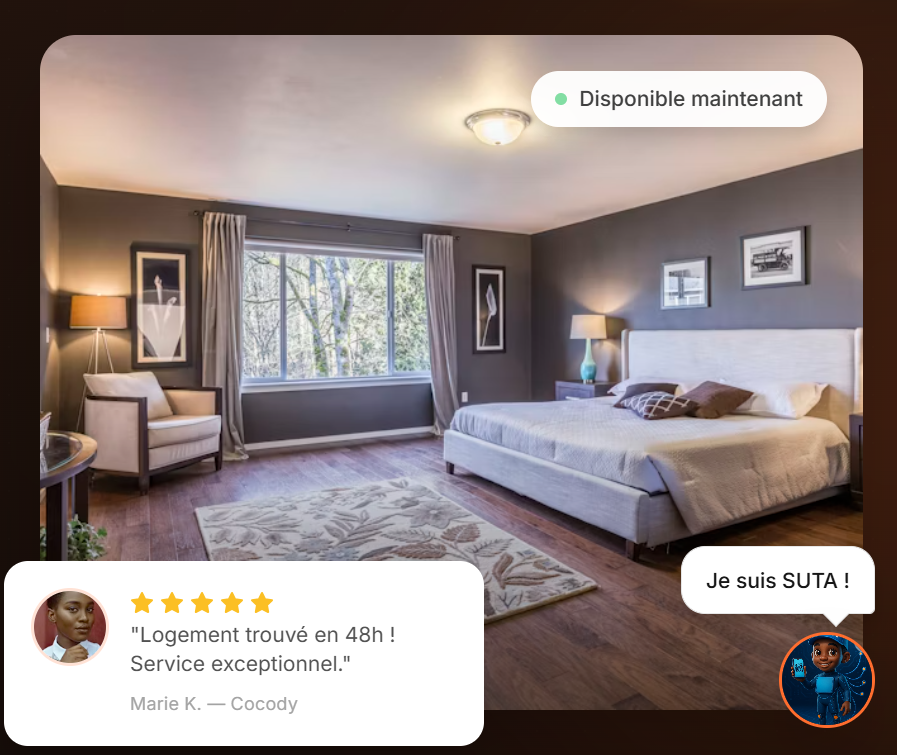 Disponible maintenant
"Logement trouvé en 48h !
Service exceptionnel."
Marie K. — Cocody
Je suis SUTA !